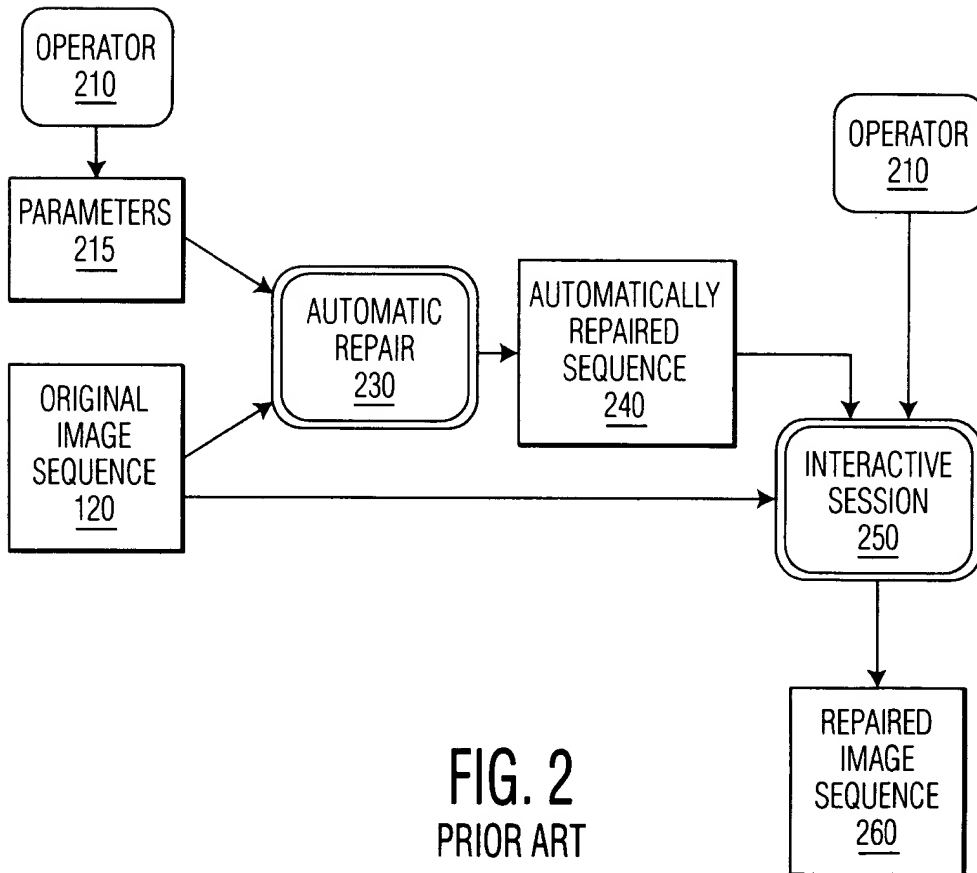 OPERATOR
210
PARAMETERS
215
ORIGINAL
IMAGE
SEQUENCE
120
AUTOMATIC
REPAIR
230
AUTOMATICALLY
REPAIRED
SEQUENCE
240
OPERATOR
210
INTERACTIVE
SESSION
250
REPAIRED
IMAGE
SEQUENCE
260
FIG. 2
PRIOR ART